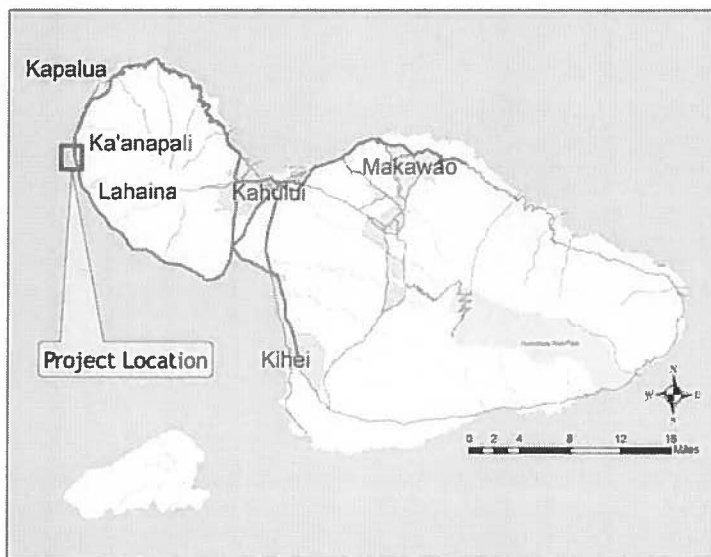 Kapalua
Ka'anapali
Lahaina
Kahului
Makawao
Project Location
Kihei
N
W E
S
0 2 4 8 12 16
Miles